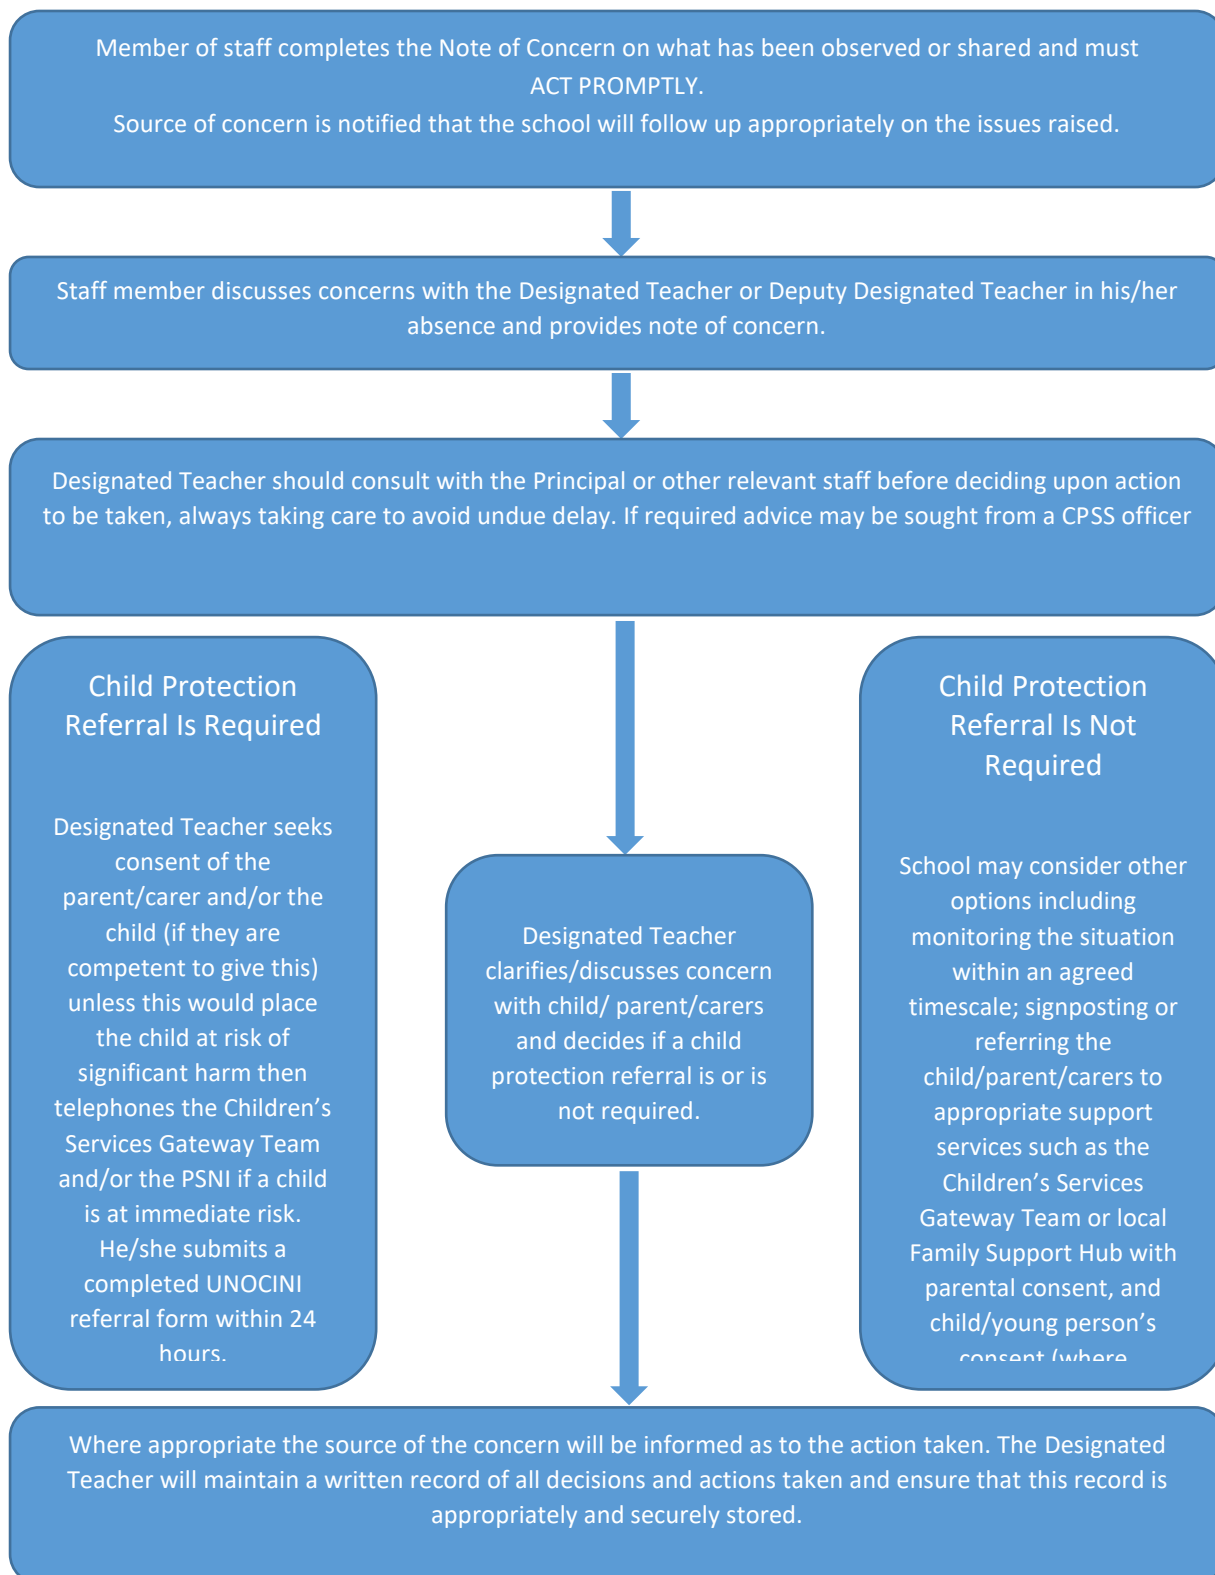 Member of staff completes the Note of Concern on what has been observed or shared and must
ACT PROMPTLY.
Source of concern is notified that the school will follow up appropriately on the issues raised.
Staff member discusses concerns with the Designated Teacher or Deputy Designated Teacher in his/her
absence and provides note of concern.
Designated Teacher should consult with the Principal or other relevant staff before deciding upon action
to be taken, always taking care to avoid undue delay. If required advice may be sought from a CPSS officer
Child Protection
Referral Is Required
Designated Teacher seeks
consent of the
parent/carer and/or the
child (if they are
competent to give this)
unless this would place
the child at risk of
significant harm then
telephones the Children’s
Services Gateway Team
and/or the PSNI if a child
is at immediate risk.
He/she submits a
completed UNOCINI
referral form within 24
hours.
Designated Teacher
clarifies/discusses concern
with child/ parent/carers
and decides if a child
protection referral is or is
not required.
Child Protection
Referral Is Not
Required
School may consider other
options including
monitoring the situation
within an agreed
timescale; signposting or
referring the
child/parent/carers to
appropriate support
services such as the
Children’s Services
Gateway Team or local
Family Support Hub with
parental consent, and
child/young person’s
consent (where
Where appropriate the source of the concern will be informed as to the action taken. The Designated
Teacher will maintain a written record of all decisions and actions taken and ensure that this record is
appropriately and securely stored.